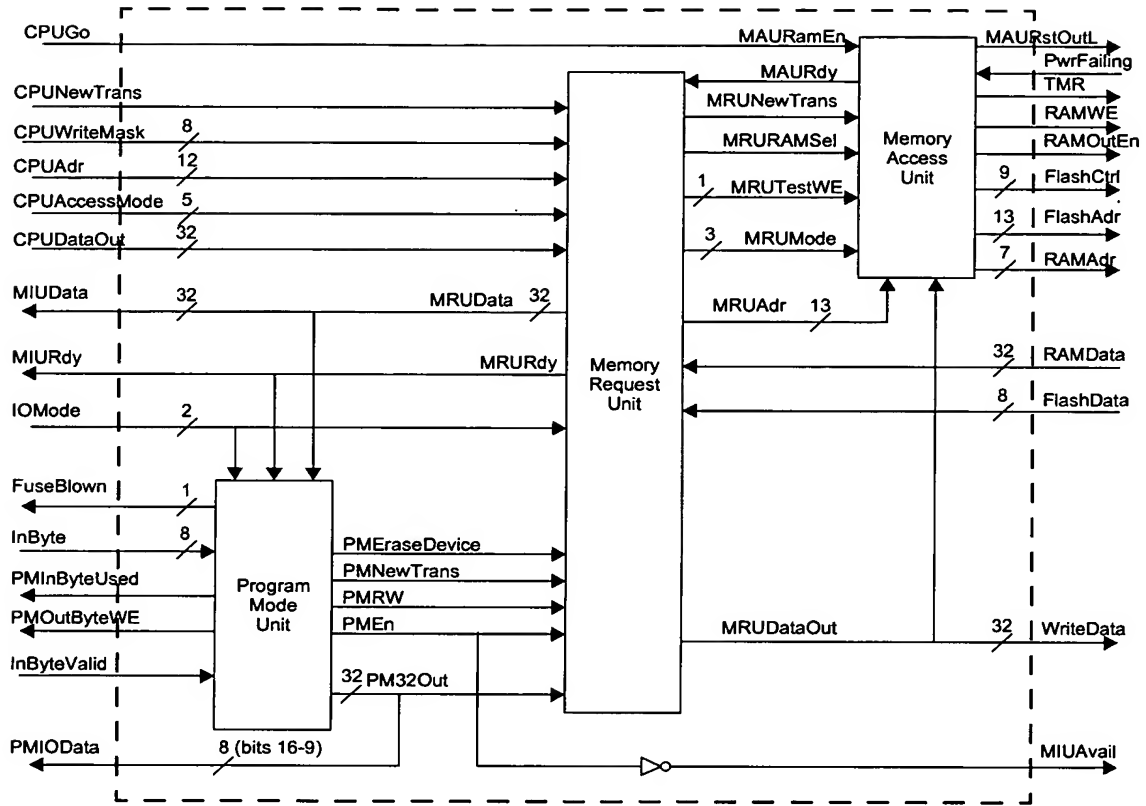 CPUGo
MAURamEn
MAURstOutL
MAURdy
PwrFailing
CPUNewTrans
MRUNewTrans
TMR
CPUWriteMask
8
MRURAMSel
RAMWE
CPUAdr
12
Memory
Access
Unit
RAMOutEn
CPUAccessMode
5
1
MRUTestWE
9
FlashCtrl
CPUDataOut
32
3
MRUMode
13
FlashAdr
7
RAMAdr
MIUData
32
MRUData
32
MRUAdr
13
MIURdy
MRURdy
Memory
Request
Unit
32
RAMData
IOMode
2
8
FlashData
FuseBlown
1
InByte
8
PMEraseDevice
PMInByteUsed
Program
Mode
Unit
PMNewTrans
PMRW
PMOutByteWE
PMEn
MRUDataOut
32
WriteData
InByteValid
32
PM32Out
PMIOData
8 (bits 16-9)
MIUAvail